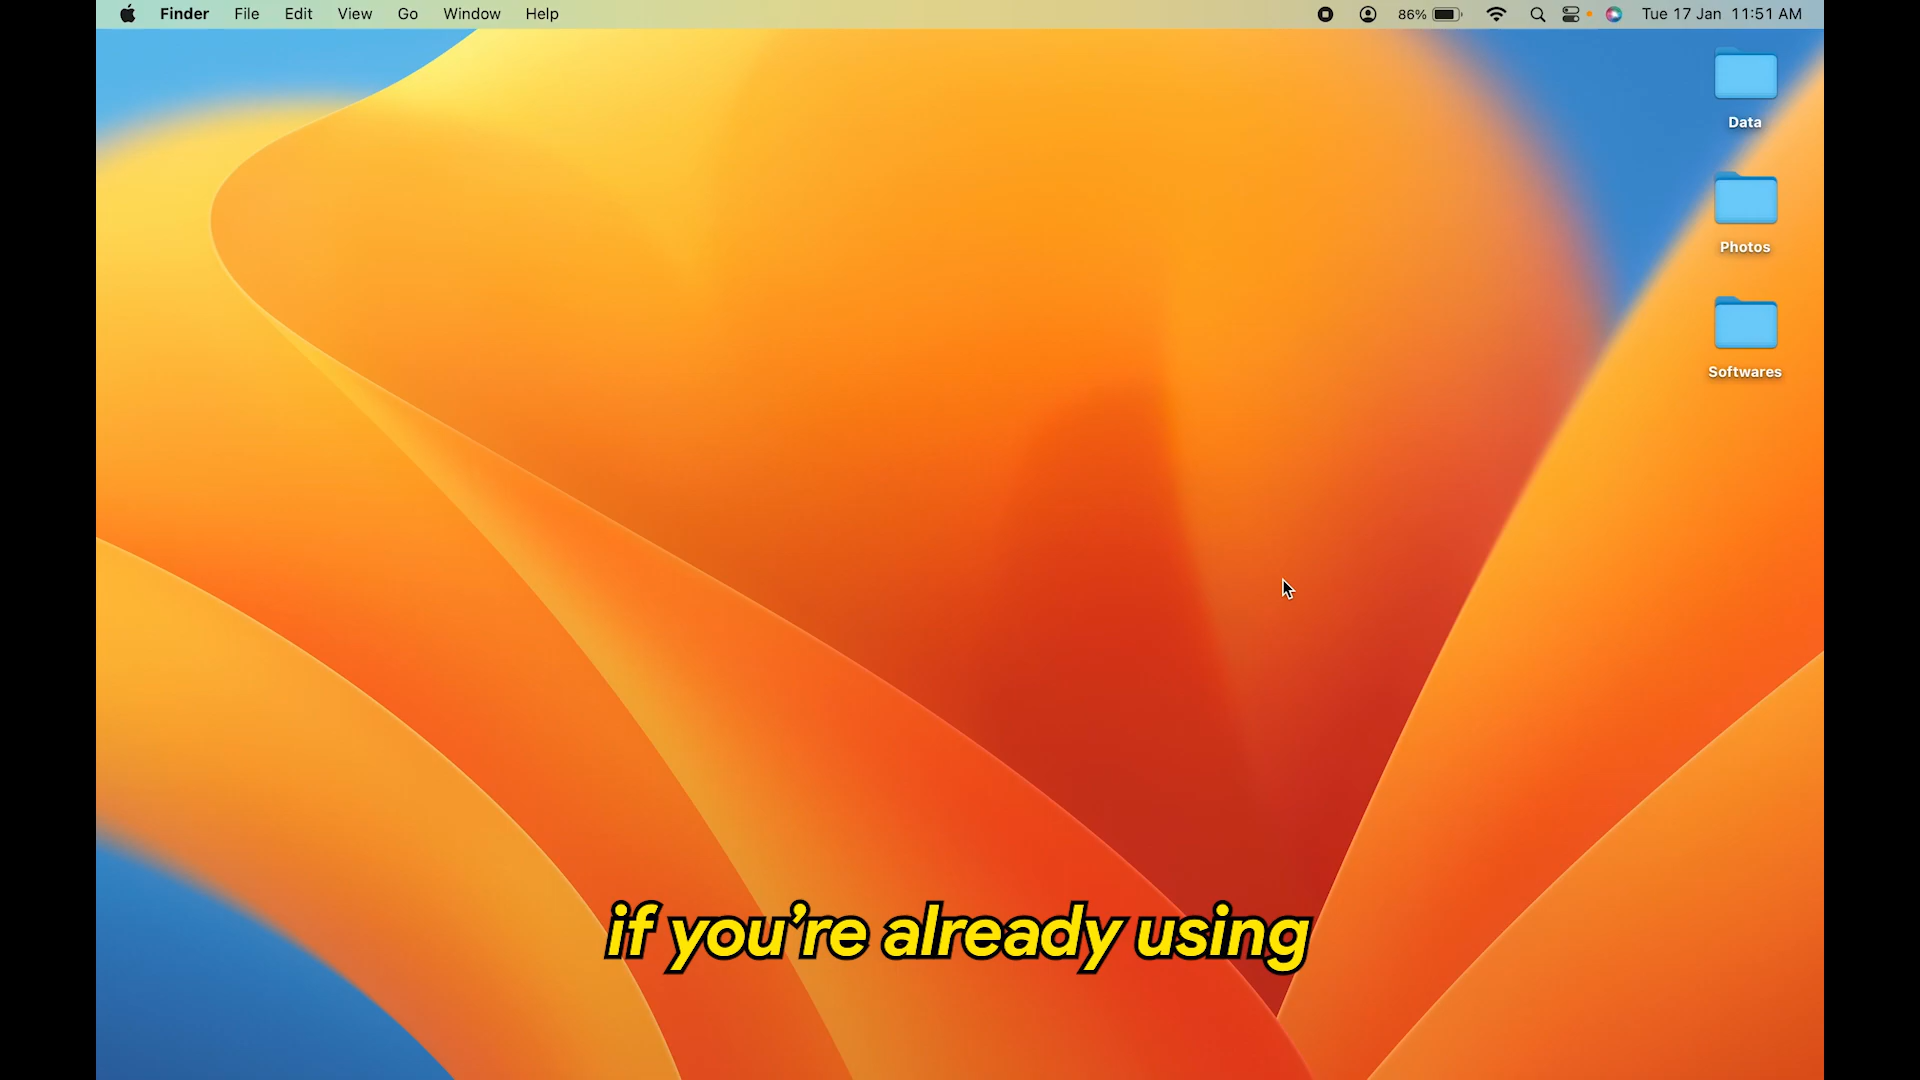 Finder File Edit View Go Window Help 86% Tue 17 Jan 11:51 AM
Data
Photos
Softwares
if you’re already using